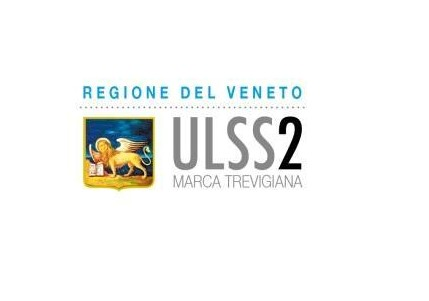 REGIONE DEL VENETO
ULSS2
MARCA TREVIGIANA